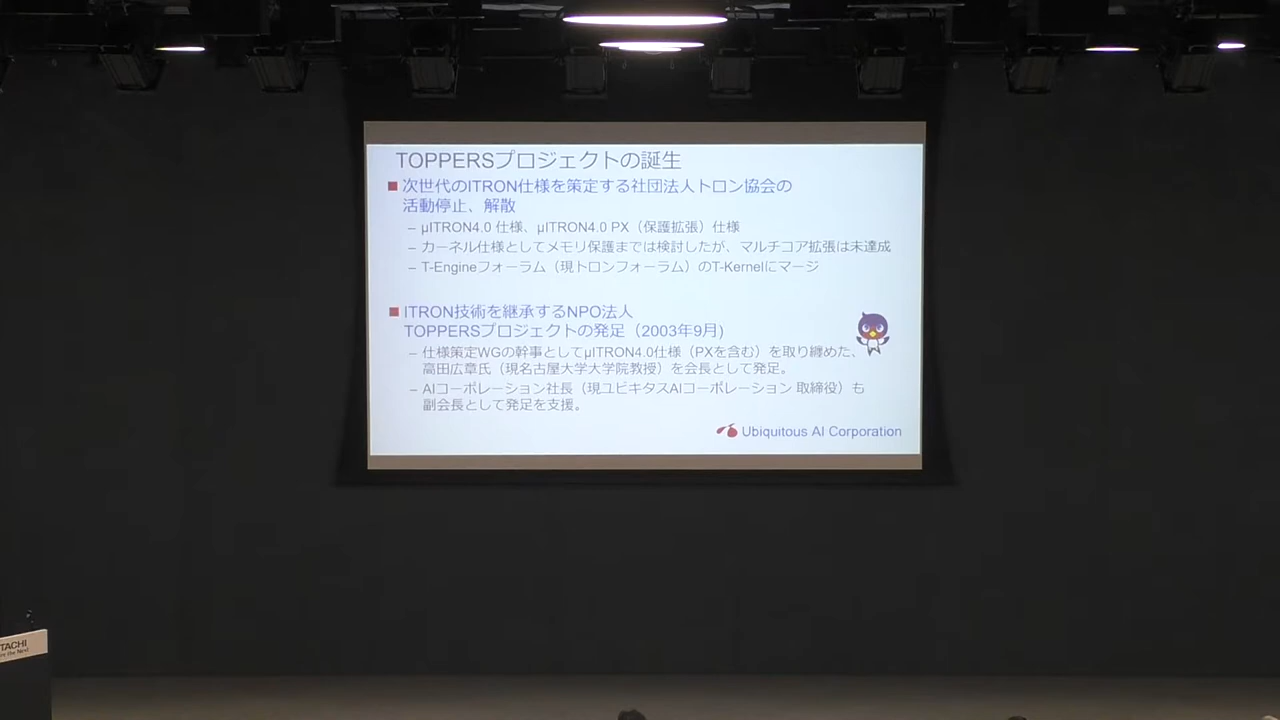 TOPPERSプロジェクトの誕生
■次世代のITRON仕様を策定する社団法人トロン協会の
活動停止、解散
– μITRON4.0 仕様、μITRON4.0 PX（保護拡張）仕様
– カーネル仕様としてメモリ保護までは検討したが、マルチコア拡張は未達成
– T-Engineフォーラム（現トロンフォーラム）のT-Kernelにマージ
■ITRON技術を継承するNPO法人
TOPPERSプロジェクトの発足（2003年9月)
– 仕様策定WGの幹事としてμITRON4.0仕様（PXを含む）を取り纏めた、
高田広章氏（現名古屋大学大学院教授）を会長として発足。
– AIコーポレーション社長（現ユビキタスAIコーポレーション 取締役）も
副会長として発足を支援。
Ubiquitous AI Corporation
TACHI
re the Next